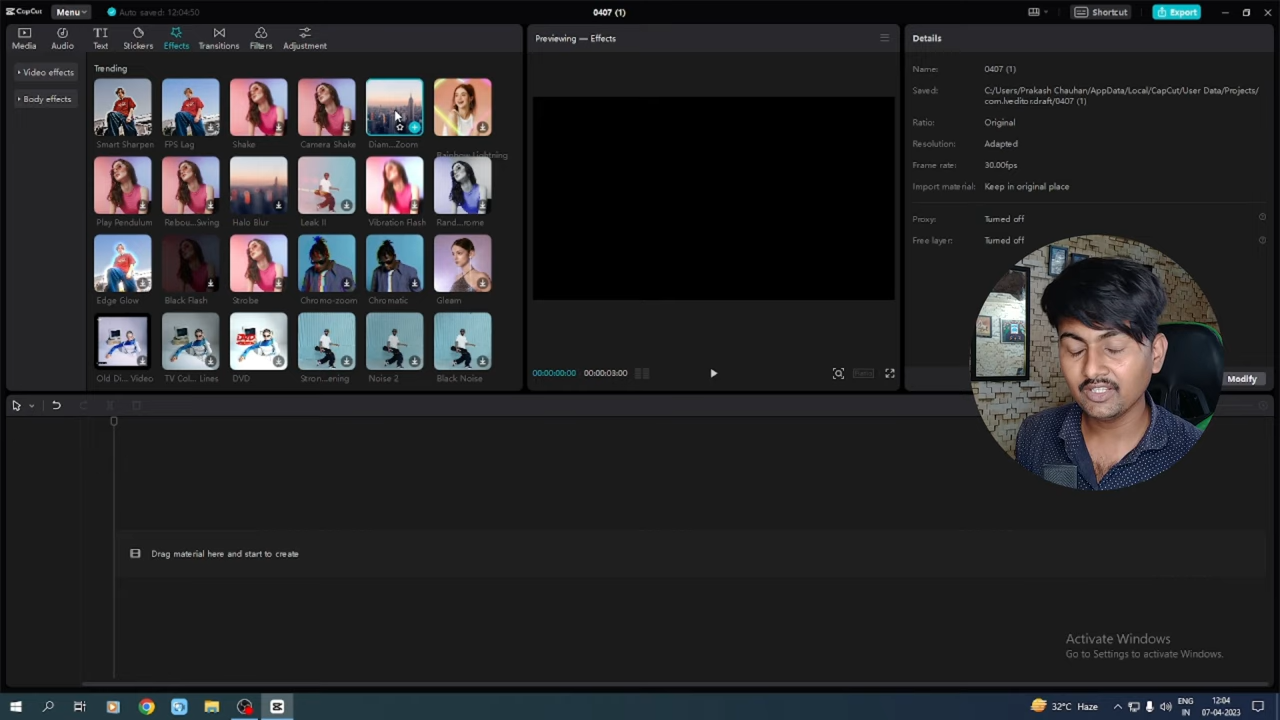 CapCut
Menu
Auto saved: 12:04:50
0407 (1)
Shortcut
Export
Media
Audio
Text
Stickers
Effects
Transitions
Filters
Adjustment
Video effects
Body effects
Trending
Smart Sharpen
FPS Lag
Shake
Camera Shake
Diam...Zoom
Rainbow Lightning
Play Pendulum
Rebou...Swing
Halo Blur
Leak II
Vibration Flash
Rand...rome
Edge Glow
Black Flash
Strobe
Chromo-zoom
Chromatic
Gleam
Old Di... Video
TV Col... Lines
DVD
Stron...ening
Noise 2
Black Noise
Previewing — Effects
00:00:00:00
00:00:03:00
Details
Name:
0407 (1)
Saved:
C:/Users/Prakash Chauhan/AppData/Local/CapCut/User Data/Projects/
com.lveditor.draft/0407 (1)
Ratio:
Original
Resolution:
Adapted
Frame rate:
30.00fps
Import material:
Keep in original place
Proxy:
Turned off
Free layer:
Turned off
Modify
Drag material here and start to create
Activate Windows
Go to Settings to activate Windows.
32°C Haze
ENG
IN
12:04
07-04-2023